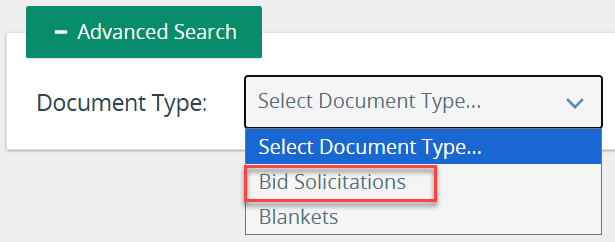 − Advanced Search
Document Type: Select Document Type...
Select Document Type...
Bid Solicitations
Blankets